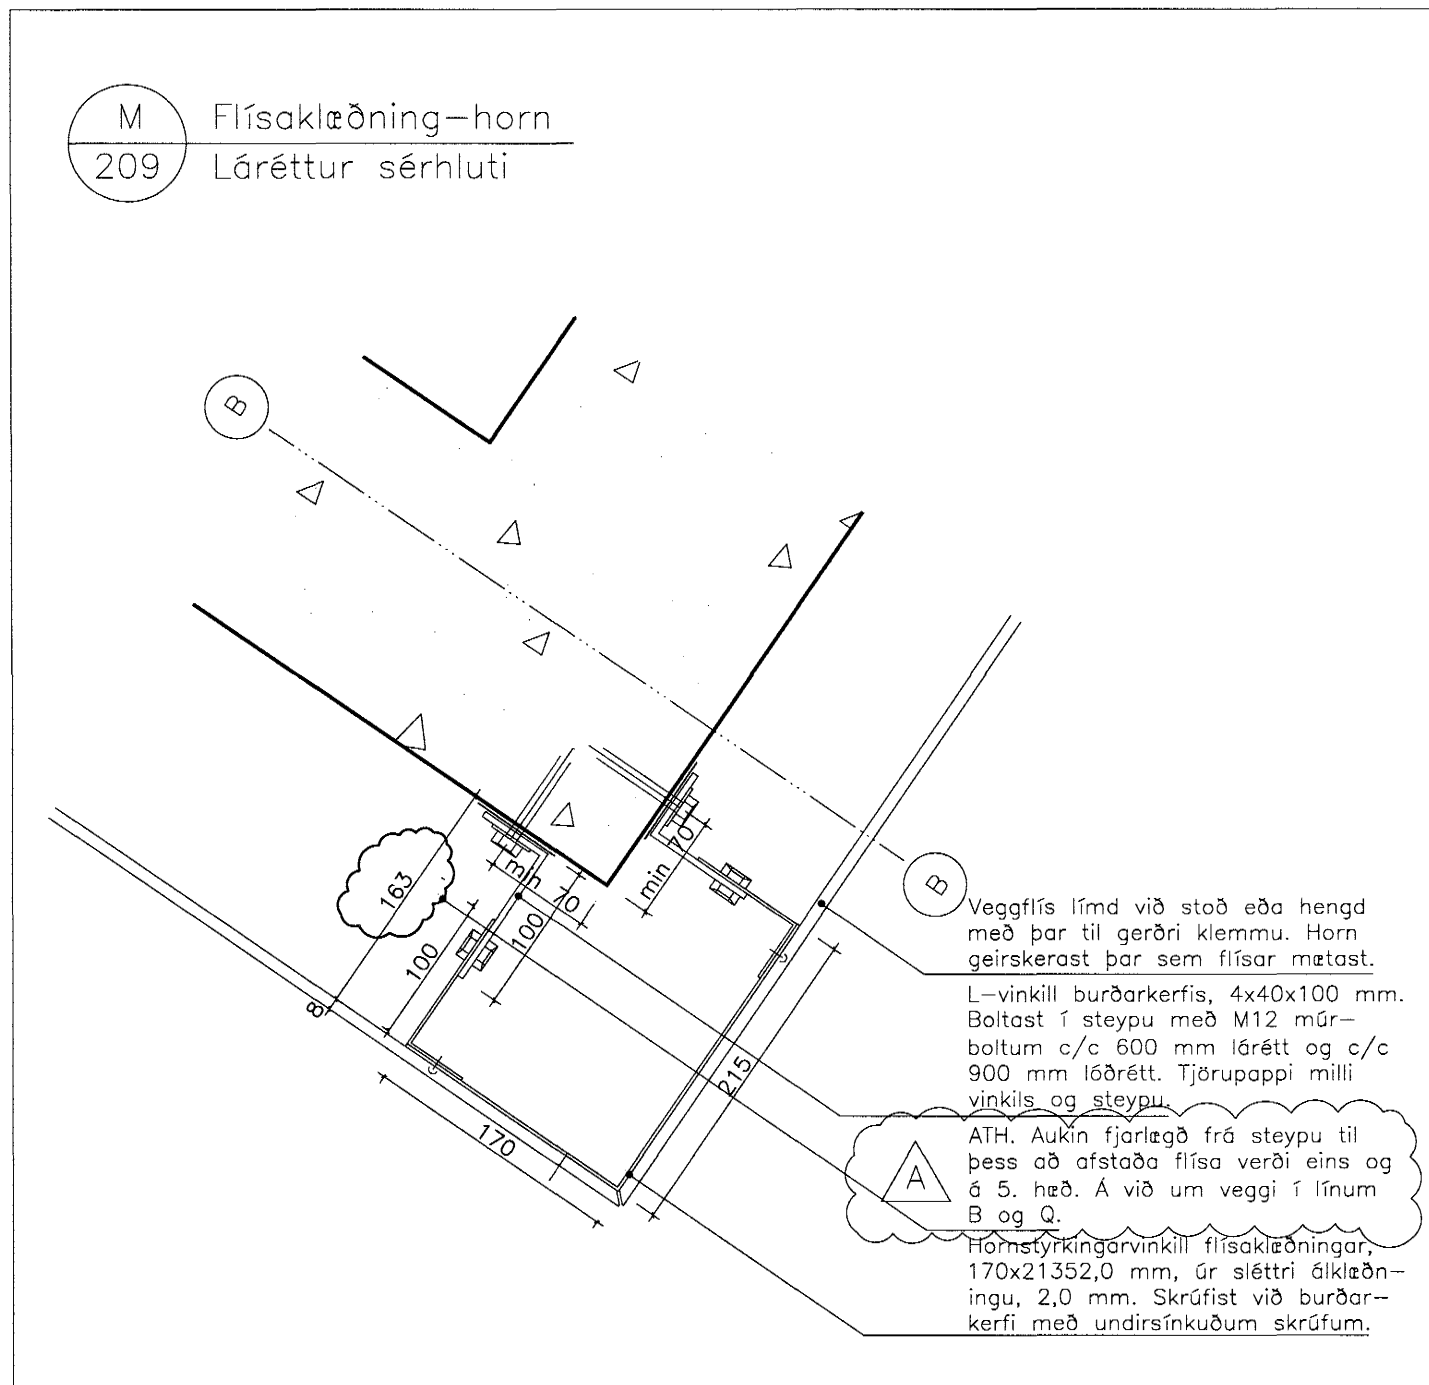 M
209
Flísaklæðning-horn
Láréttur sérhluti
B
163
min 70
min 70
100
100
8
170
215
B
Veggflís límd við stoð eða hengd
með þar til gerðri klemmu. Horn
geirskerast þar sem flísar mætast.
L-vinkill burðarkerfis, 4x40x100 mm.
Boltast í steypu með M12 múr-
boltum c/c 600 mm lárétt og c/c
900 mm lóðrétt. Tjörupappi milli
vinkils og steypu.
A
ATH. Aukin fjarlægð frá steypu til
þess að afstaða flísa verði eins og
á 5. hæð. Á við um veggi í línum
B og Q.
Hornstyrkingarvinkill flísaklæðningar,
170x21352,0 mm, úr sléttri álklæðn-
ingu, 2,0 mm. Skrúfist við burðar-
kerfi með undirsínkuðum skrúfum.